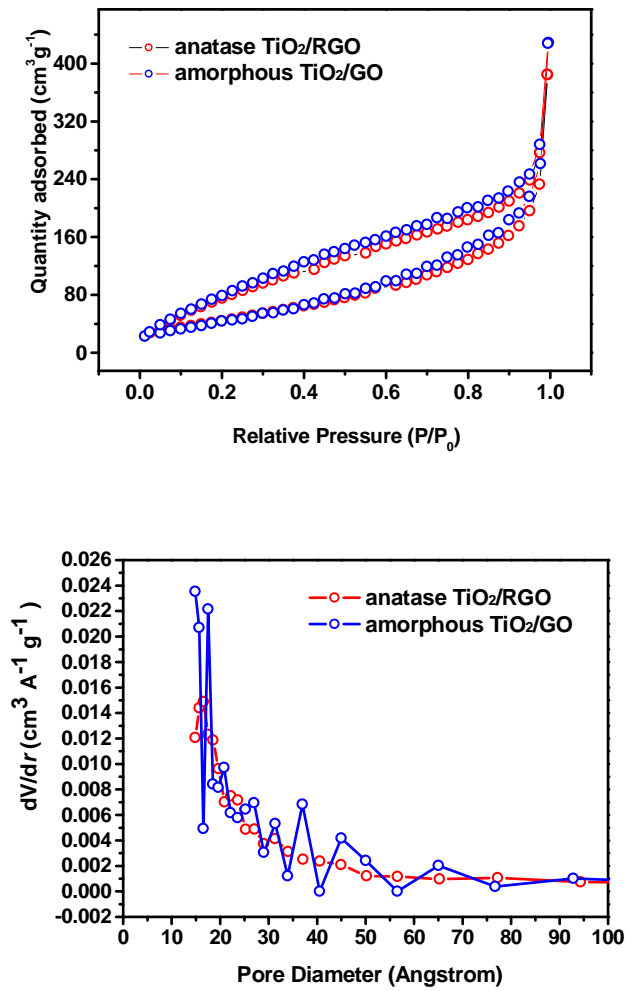 anatase TiO₂/RGO
amorphous TiO₂/GO
Quantity adsorbed (cm³g⁻¹)
400
320
240
160
80
0
0.0 0.2 0.4 0.6 0.8 1.0
Relative Pressure (P/P₀)
anatase TiO₂/RGO
amorphous TiO₂/GO
dV/dr (cm³ A⁻¹ g⁻¹)
0.026
0.024
0.022
0.020
0.018
0.016
0.014
0.012
0.010
0.008
0.006
0.004
0.002
0.000
-0.002
0 10 20 30 40 50 60 70 80 90 100
Pore Diameter (Angstrom)